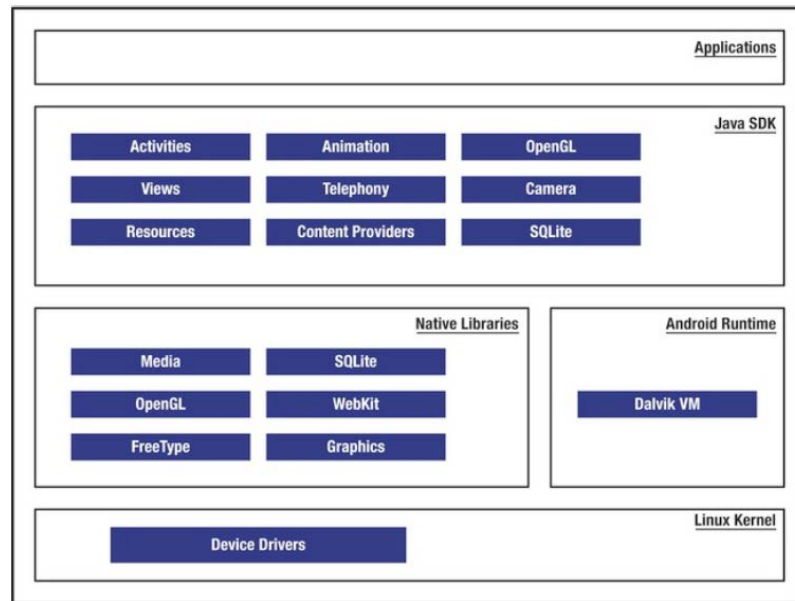 Applications
Java SDK
Activities
Animation
OpenGL
Views
Telephony
Camera
Resources
Content Providers
SQLite
Native Libraries
Media
SQLite
OpenGL
WebKit
FreeType
Graphics
Android Runtime
Dalvik VM
Linux Kernel
Device Drivers